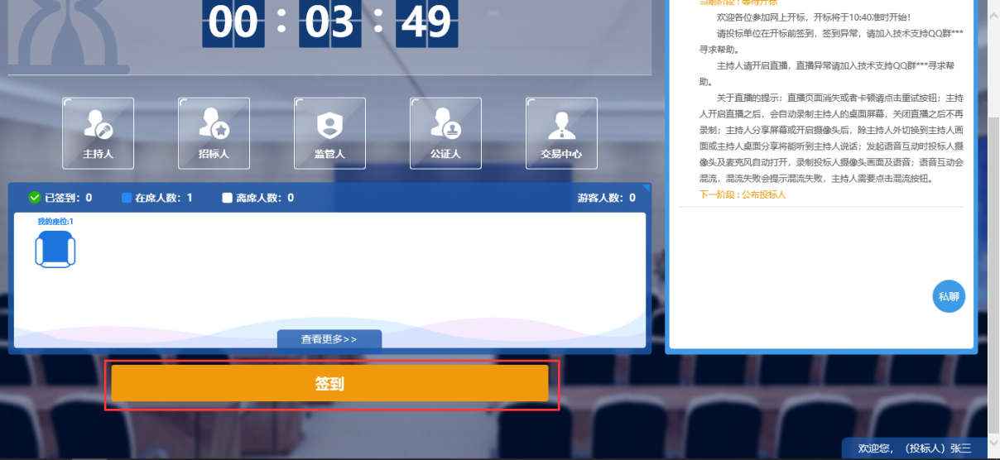 00 : 03 : 49
主持人
招标人
监管人
公证人
交易中心
已签到：0 在席人数：1 离席人数：0 游客人数：0
我的座位:1
查看更多>>
签到
当前阶段：等待开标
欢迎各位参加网上开标，开标将于10:40准时开始！
请投标单位在开标前签到，签到异常，请加入技术支持QQ群***
寻求帮助。
主持人请开启直播，直播异常请加入技术支持QQ群***寻求帮
助。
关于直播的提示：直播页面消失或者卡顿请点击重试按钮；主持
人开启直播之后，会自动录制主持人的桌面屏幕，关闭直播之后不再
录制；主持人分享屏幕或开启摄像头后，除主持人外切换到主持人画
面或主持人桌面分享将能听到主持人说话；发起语音互动时投标人摄
像头及麦克风自动打开，录制投标人摄像头画面及语音；语音互动会
混流，混流失败会提示混流失败，主持人需要点击混流按钮。
下一阶段：公布投标人
私聊
欢迎您，（投标人）张三